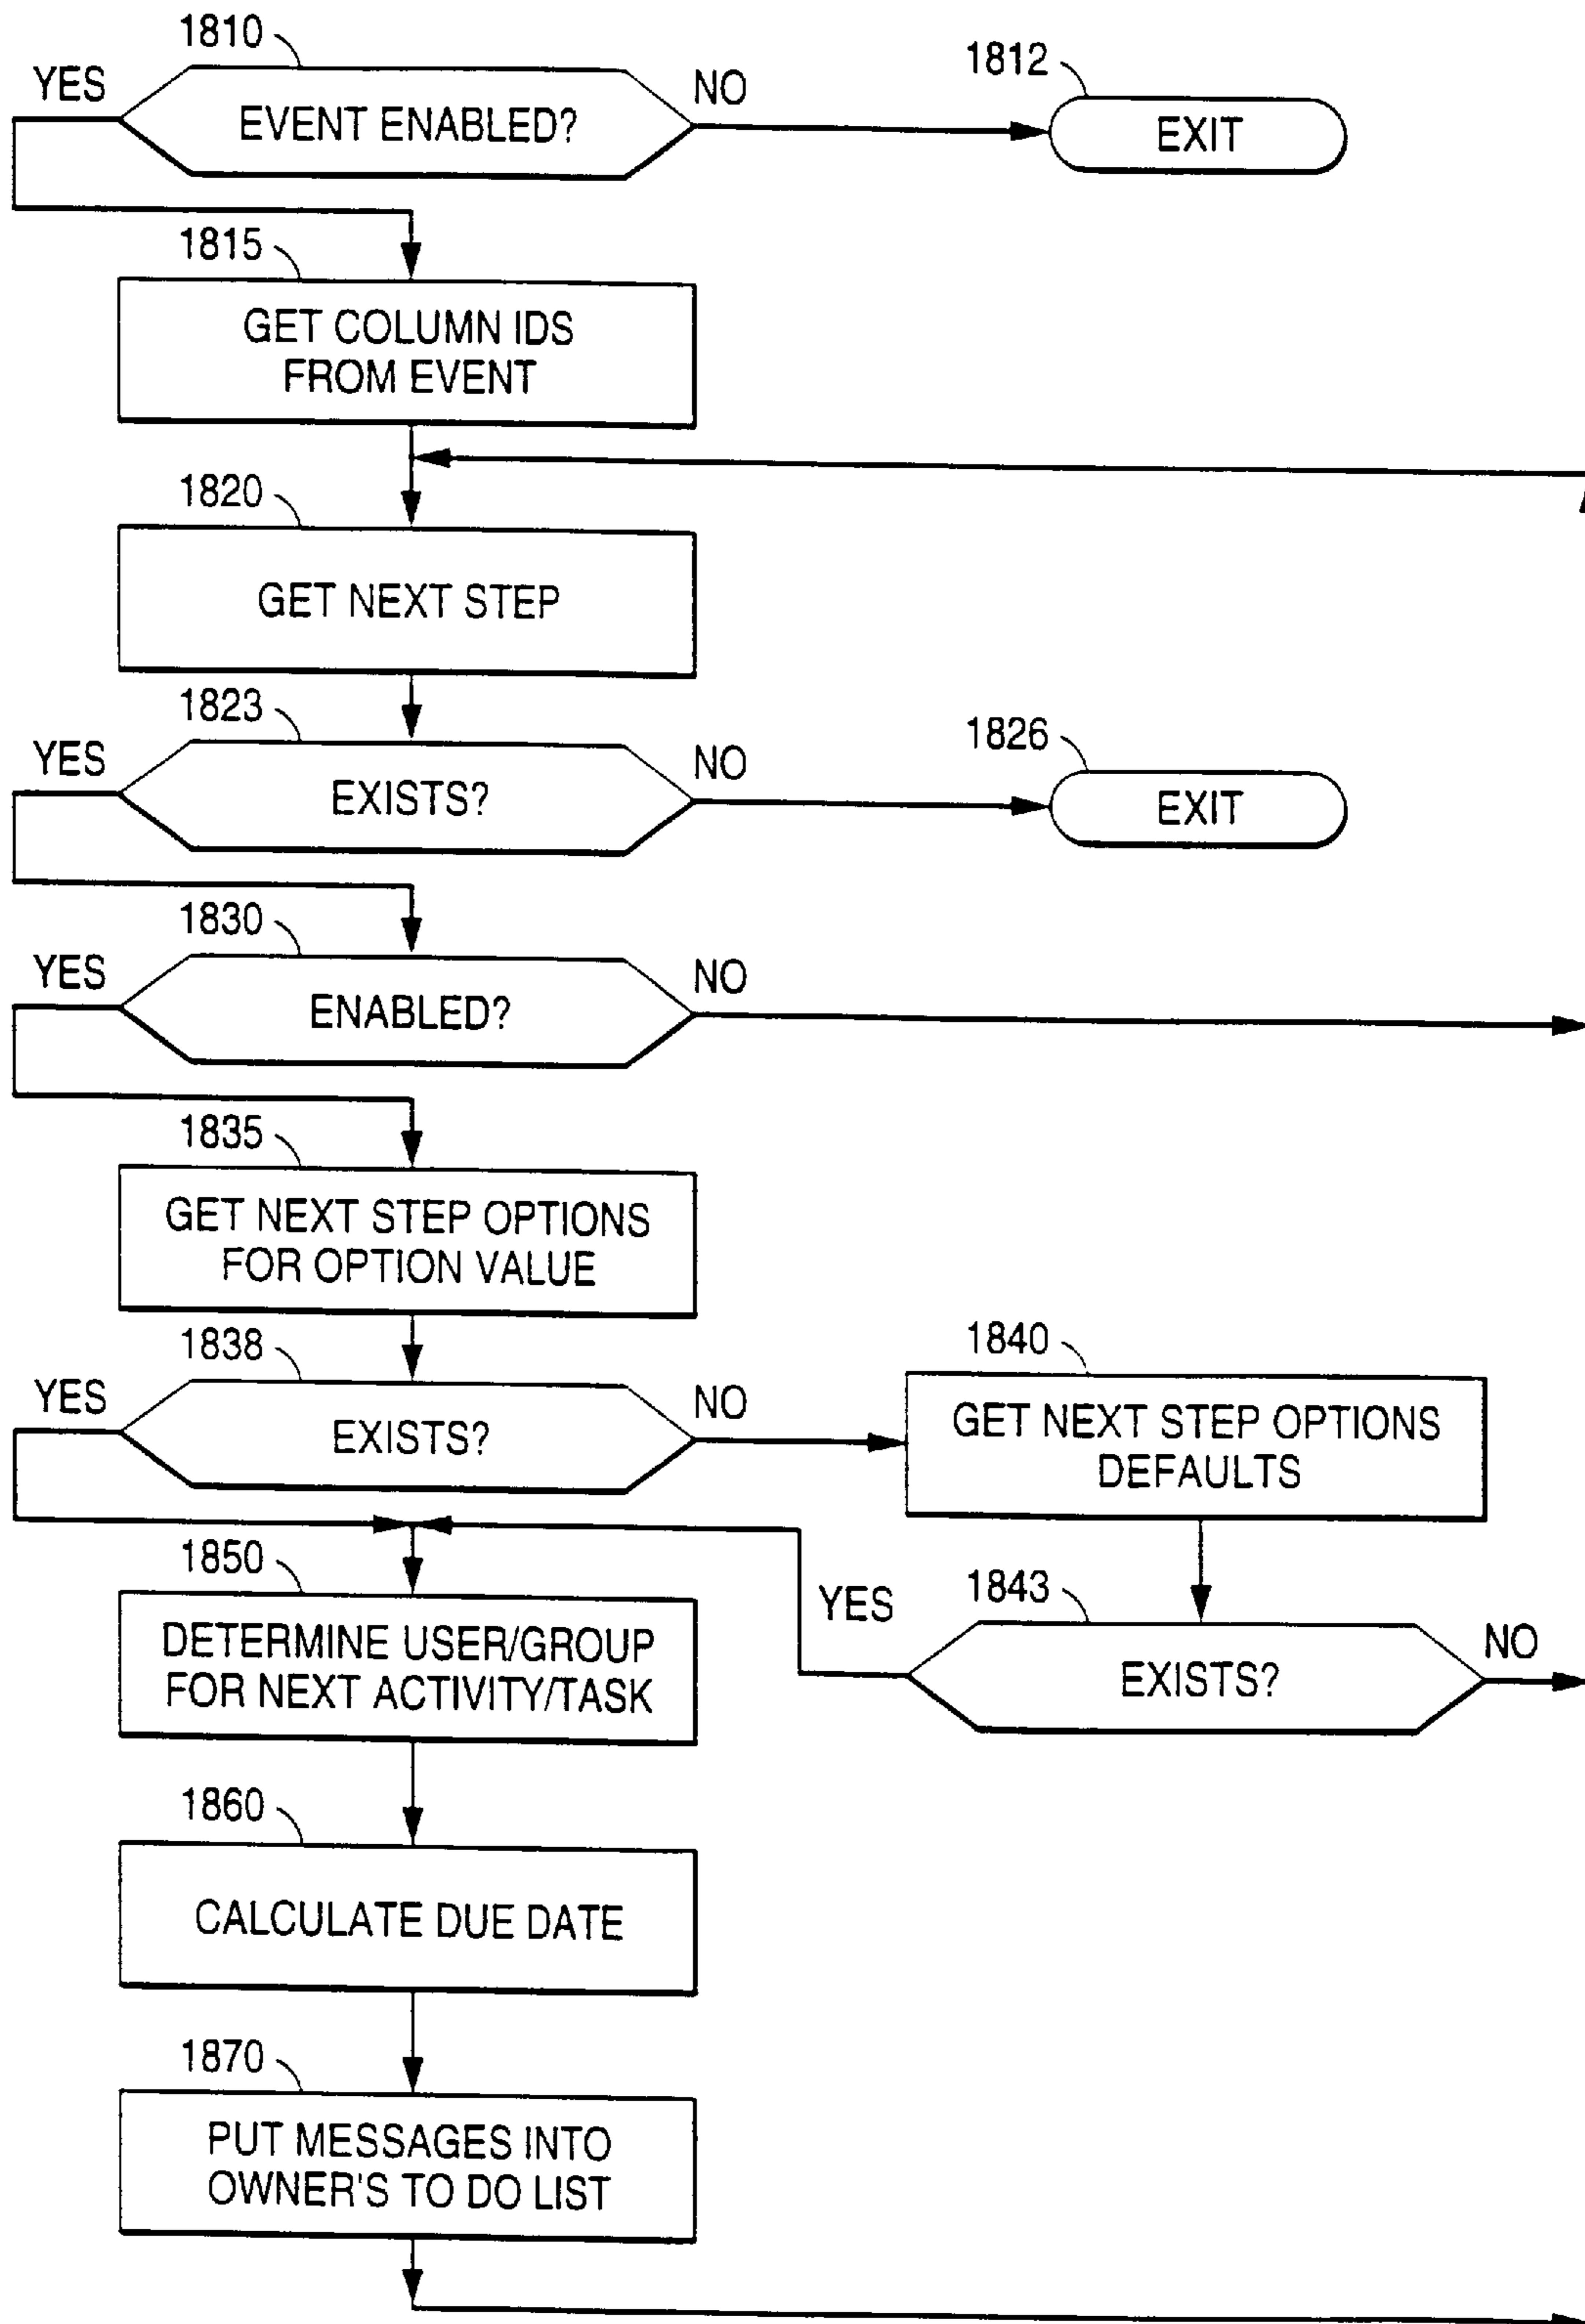 1810
YES
EVENT ENABLED?
NO
1812
EXIT
1815
GET COLUMN IDS
FROM EVENT
1820
GET NEXT STEP
1823
YES
EXISTS?
NO
1826
EXIT
1830
YES
ENABLED?
NO
1835
GET NEXT STEP OPTIONS
FOR OPTION VALUE
1838
YES
EXISTS?
NO
1840
GET NEXT STEP OPTIONS
DEFAULTS
1843
YES
EXISTS?
NO
1850
DETERMINE USER/GROUP
FOR NEXT ACTIVITY/TASK
1860
CALCULATE DUE DATE
1870
PUT MESSAGES INTO
OWNER'S TO DO LIST